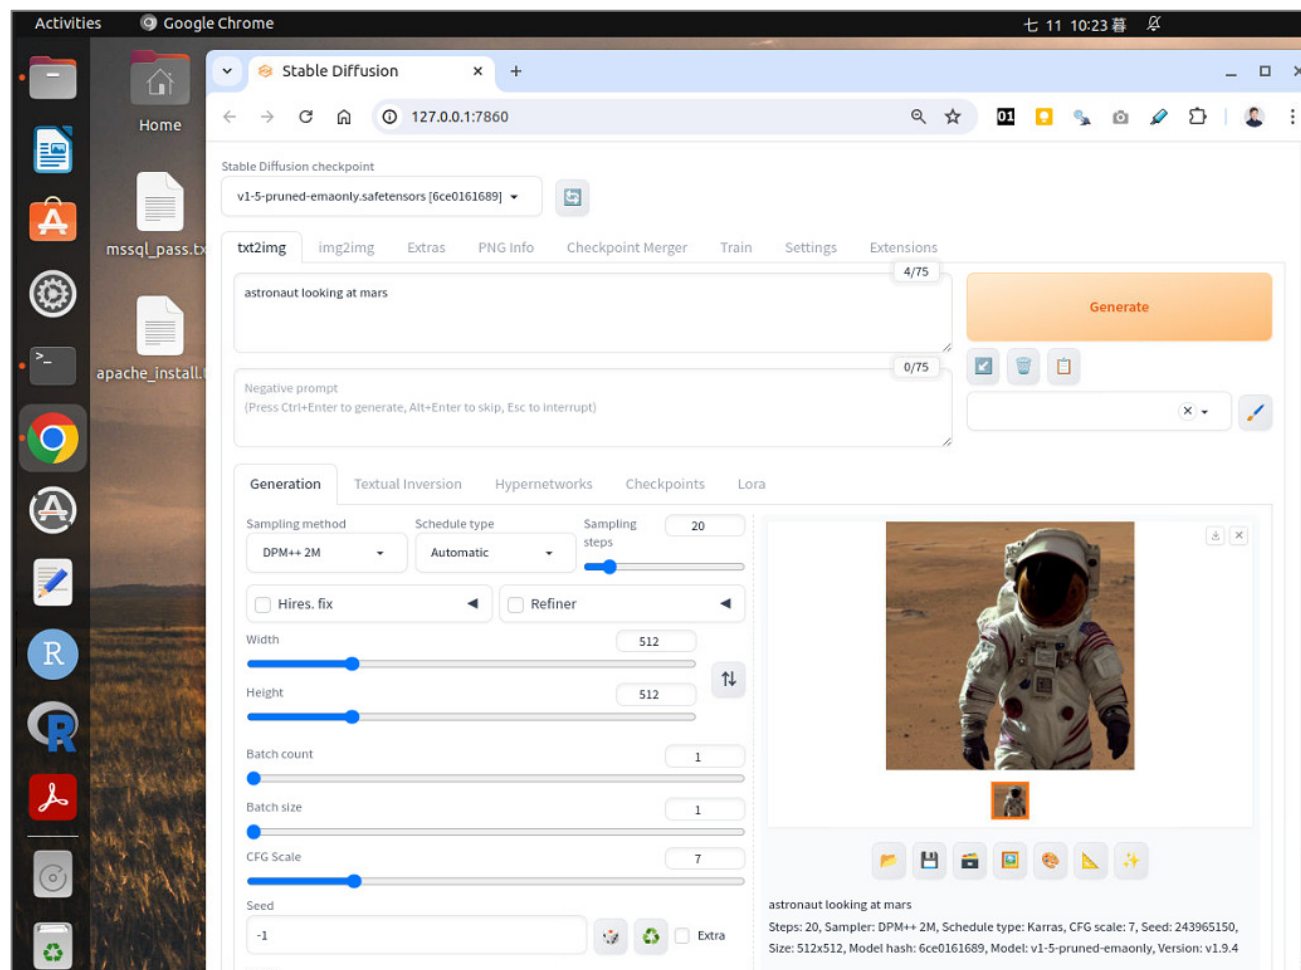 Activities
Google Chrome
七 11 10:23 暮
Home
mssql_pass.tx
apache_install.t
Stable Diffusion
127.0.0.1:7860
01
Stable Diffusion checkpoint
v1-5-pruned-emaonly.safetensors [6ce0161689]
txt2img
img2img
Extras
PNG Info
Checkpoint Merger
Train
Settings
Extensions
4/75
astronaut looking at mars
Generate
0/75
Negative prompt
(Press Ctrl+Enter to generate, Alt+Enter to skip, Esc to interrupt)
Generation
Textual Inversion
Hypernetworks
Checkpoints
Lora
Sampling method
DPM++ 2M
Schedule type
Automatic
Sampling
steps
20
Hires. fix
Refiner
Width
512
Height
512
Batch count
1
Batch size
1
CFG Scale
7
Seed
-1
Extra
astronaut looking at mars
Steps: 20, Sampler: DPM++ 2M, Schedule type: Karras, CFG scale: 7, Seed: 243965150,
Size: 512x512, Model hash: 6ce0161689, Model: v1-5-pruned-emaonly, Version: v1.9.4